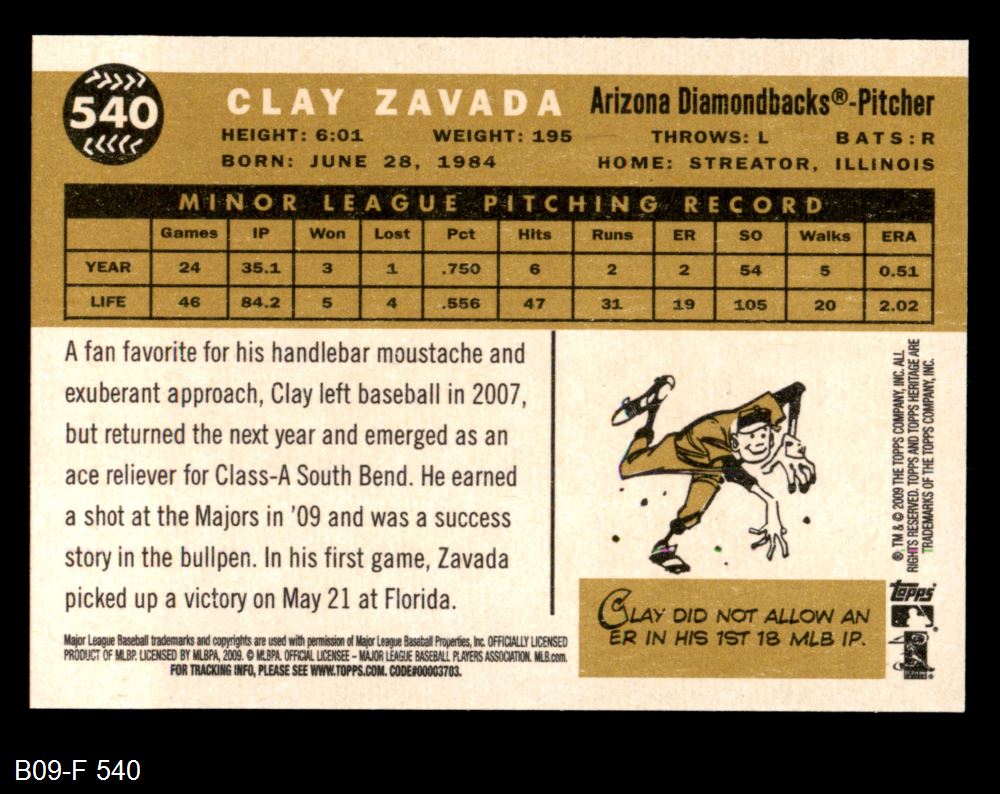 540
CLAY ZAVADA Arizona Diamondbacks®-Pitcher
HEIGHT: 6:01 WEIGHT: 195 THROWS: L BATS: R
BORN: JUNE 28, 1984 HOME: STREATOR, ILLINOIS
MINOR LEAGUE PITCHING RECORD
Games IP Won Lost Pct Hits Runs ER SO Walks ERA
YEAR 24 35.1 3 1 .750 6 2 2 54 5 0.51
LIFE 46 84.2 5 4 .556 47 31 19 105 20 2.02
A fan favorite for his handlebar moustache and
exuberant approach, Clay left baseball in 2007,
but returned the next year and emerged as an
ace reliever for Class-A South Bend. He earned
a shot at the Majors in '09 and was a success
story in the bullpen. In his first game, Zavada
picked up a victory on May 21 at Florida.
Major League Baseball trademarks and copyrights are used with permission of Major League Baseball Properties, Inc. OFFICIALLY LICENSED
PRODUCT OF MLBP. LICENSED BY MLBPA, 2009. © MLBPA. OFFICIAL LICENSEE – MAJOR LEAGUE BASEBALL PLAYERS ASSOCIATION. MLB.com.
FOR TRACKING INFO, PLEASE SEE WWW.TOPPS.COM. CODE#00003703.
CLAY DID NOT ALLOW AN
ER IN HIS 1ST 18 MLB IP.
® TM & © 2009 THE TOPPS COMPANY, INC. ALL
RIGHTS RESERVED. TOPPS AND TOPPS HERITAGE ARE
TRADEMARKS OF THE TOPPS COMPANY, INC.
Topps
B09-F 540